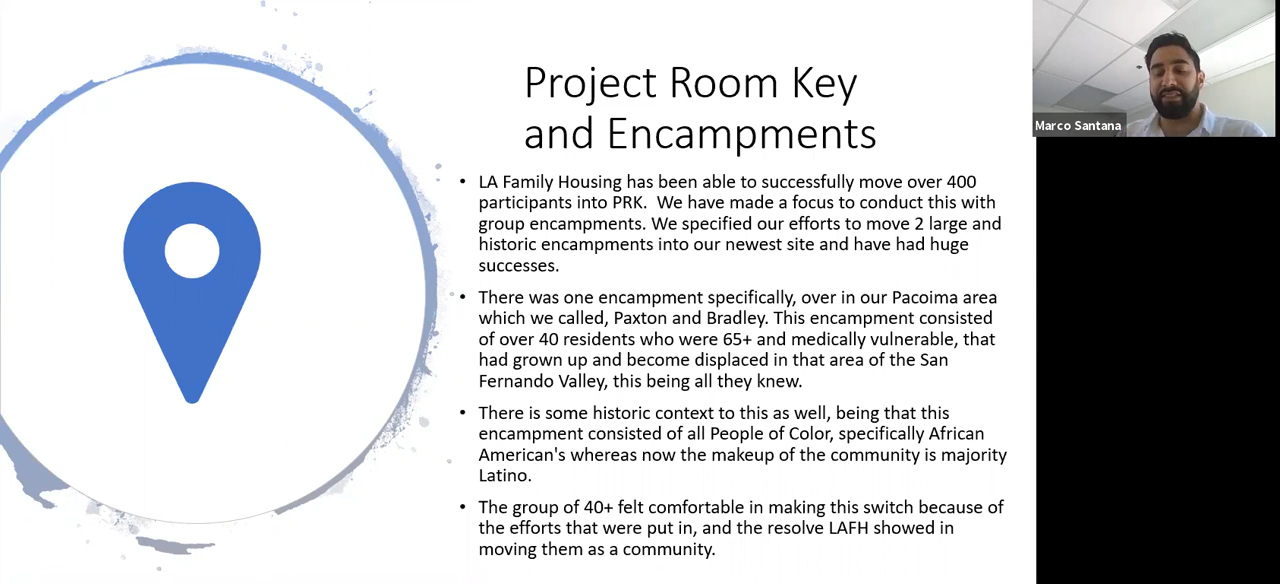 Project Room Key
and Encampments
• LA Family Housing has been able to successfully move over 400
participants into PRK.  We have made a focus to conduct this with
group encampments. We specified our efforts to move 2 large and
historic encampments into our newest site and have had huge
successes.
• There was one encampment specifically, over in our Pacoima area
which we called, Paxton and Bradley. This encampment consisted
of over 40 residents who were 65+ and medically vulnerable, that
had grown up and become displaced in that area of the San
Fernando Valley, this being all they knew.
• There is some historic context to this as well, being that this
encampment consisted of all People of Color, specifically African
American's whereas now the makeup of the community is majority
Latino.
• The group of 40+ felt comfortable in making this switch because of
the efforts that were put in, and the resolve LAFH showed in
moving them as a community.
Marco Santana